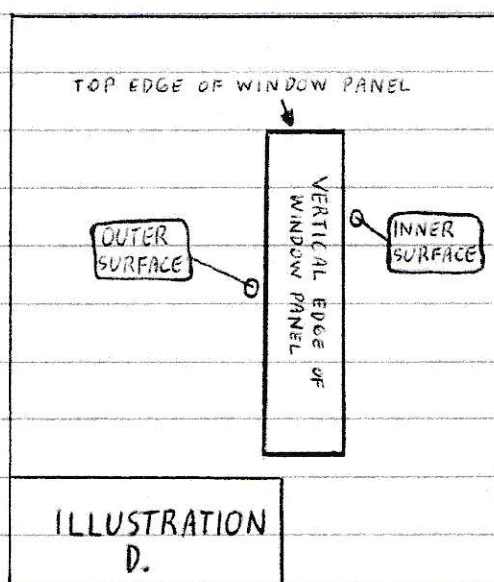 TOP EDGE OF WINDOW PANEL
OUTER
SURFACE
VERTICAL EDGE OF
WINDOW PANEL
INNER
SURFACE
ILLUSTRATION
D.